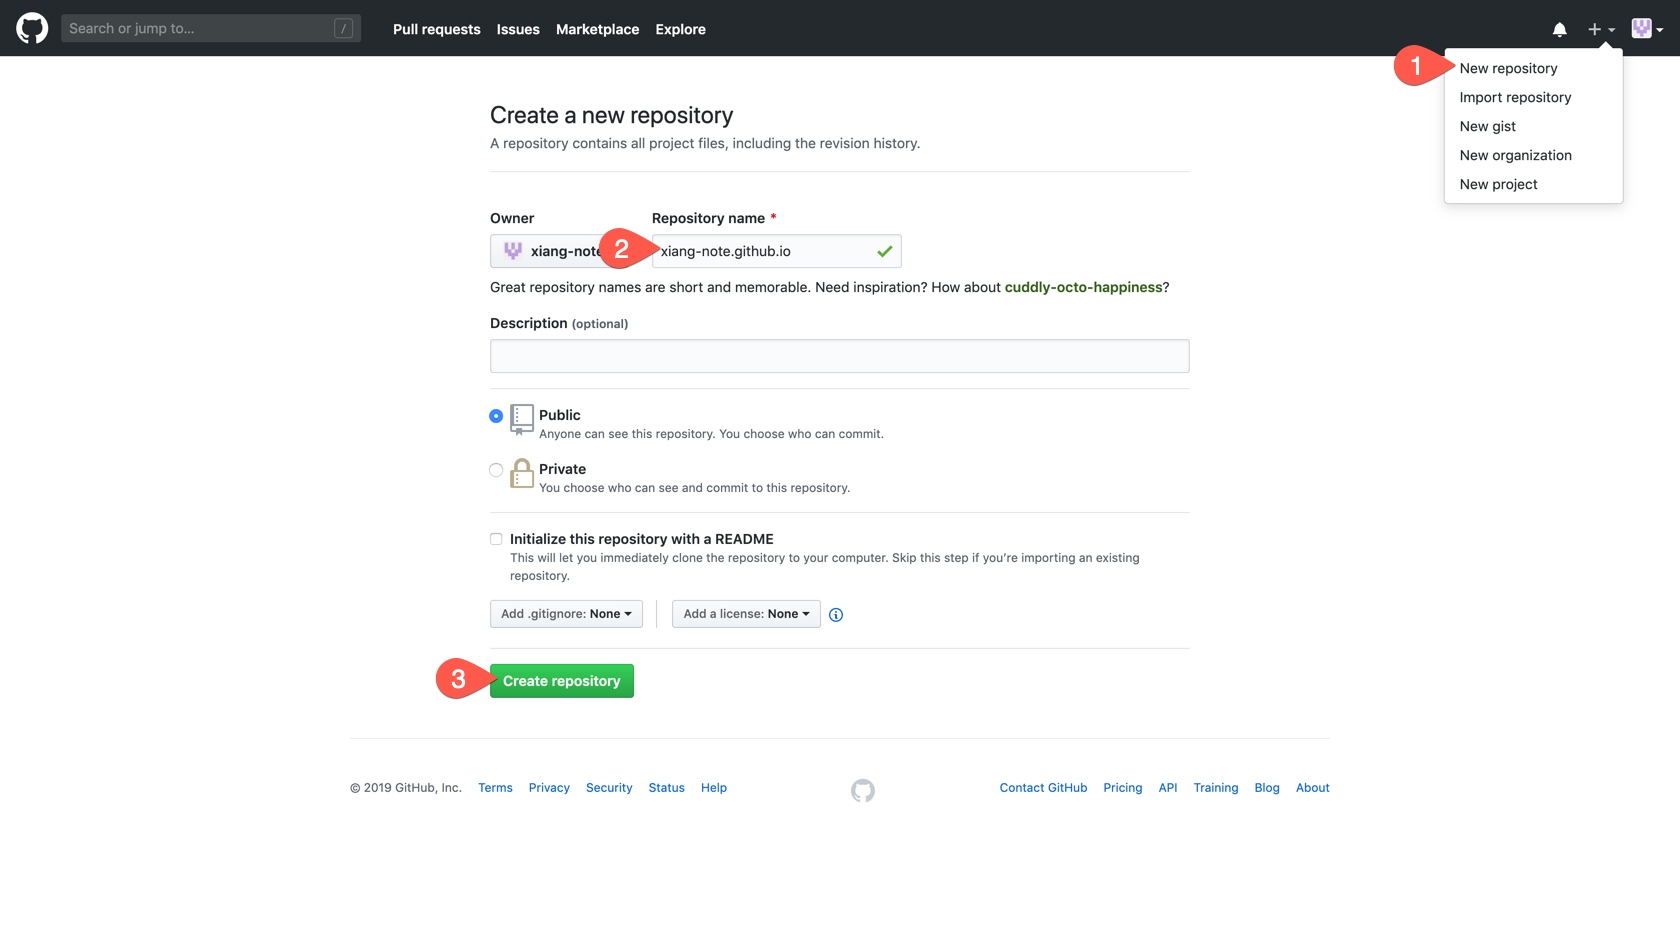 Search or jump to...
/
Pull requests
Issues
Marketplace
Explore
1
New repository
Import repository
New gist
New organization
New project
Create a new repository
A repository contains all project files, including the revision history.
Owner
Repository name *
xiang-note
2
xiang-note.github.io
Great repository names are short and memorable. Need inspiration? How about cuddly-octo-happiness?
Description (optional)
Public
Anyone can see this repository. You choose who can commit.
Private
You choose who can see and commit to this repository.
Initialize this repository with a README
This will let you immediately clone the repository to your computer. Skip this step if you’re importing an existing
repository.
Add .gitignore: None
Add a license: None
3
Create repository
© 2019 GitHub, Inc.
Terms
Privacy
Security
Status
Help
Contact GitHub
Pricing
API
Training
Blog
About